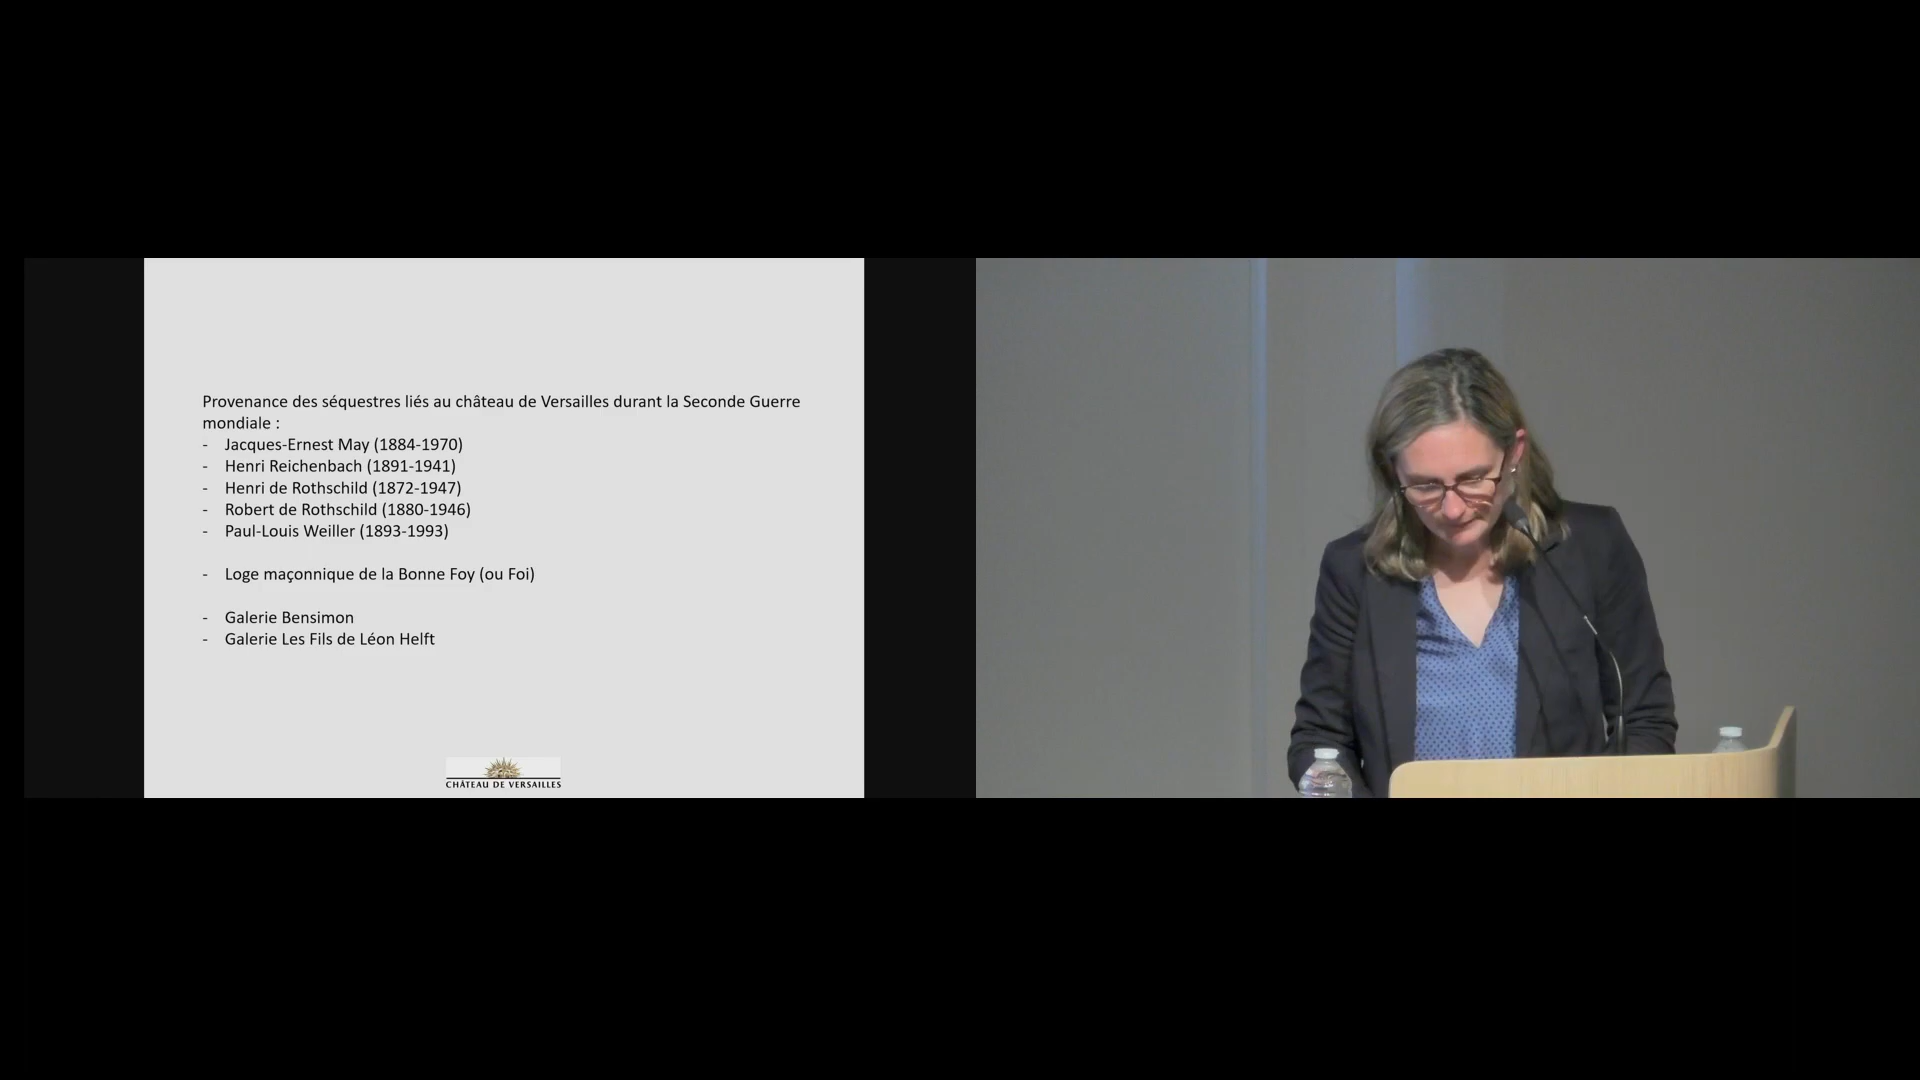 Provenance des séquestres liés au château de Versailles durant la Seconde Guerre
mondiale :
- Jacques-Ernest May (1884-1970)
- Henri Reichenbach (1891-1941)
- Henri de Rothschild (1872-1947)
- Robert de Rothschild (1880-1946)
- Paul-Louis Weiller (1893-1993)
- Loge maçonnique de la Bonne Foy (ou Foi)
- Galerie Bensimon
- Galerie Les Fils de Léon Helft
CHÂTEAU DE VERSAILLES